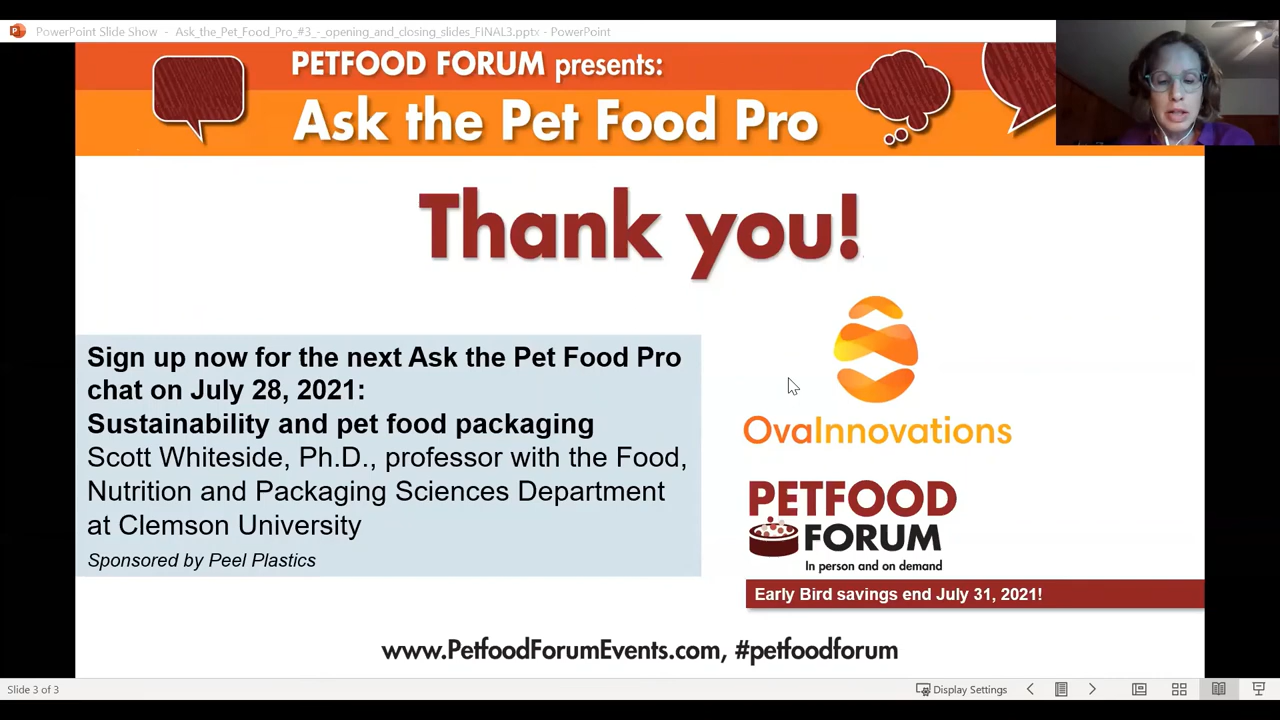 PowerPoint Slide Show - Ask_the_Pet_Food_Pro_#3_-_opening_and_closing_slides_FINAL3.pptx - PowerPoint
PETFOOD FORUM presents:
Ask the Pet Food Pro
Thank you!
Sign up now for the next Ask the Pet Food Pro
chat on July 28, 2021:
Sustainability and pet food packaging
Scott Whiteside, Ph.D., professor with the Food,
Nutrition and Packaging Sciences Department
at Clemson University
Sponsored by Peel Plastics
OvaInnovations
PETFOOD
FORUM
In person and on demand
Early Bird savings end July 31, 2021!
www.PetfoodForumEvents.com, #petfoodforum
Slide 3 of 3
Display Settings